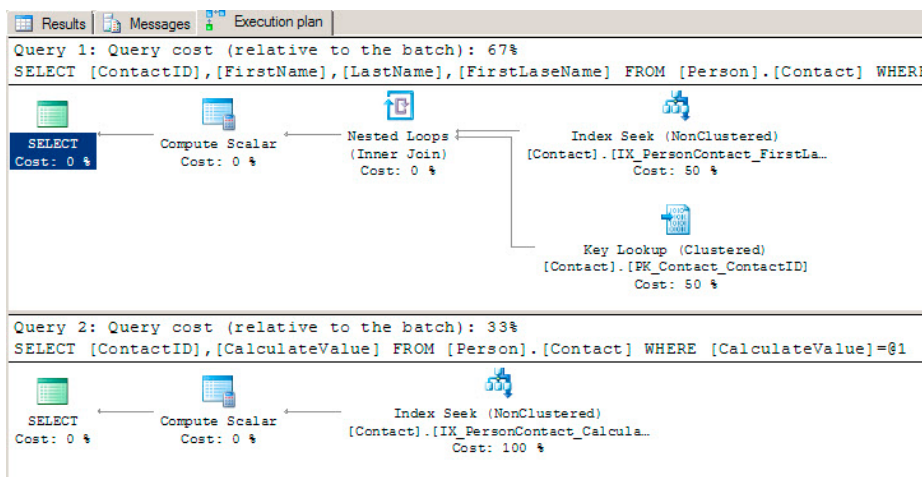 Results Messages Execution plan
Query 1: Query cost (relative to the batch): 67%
SELECT [ContactID],[FirstName],[LastName],[FirstLaseName] FROM [Person].[Contact] WHERE
SELECT
Cost: 0 %
Compute Scalar
Cost: 0 %
Nested Loops
(Inner Join)
Cost: 0 %
Index Seek (NonClustered)
[Contact].[IX_PersonContact_FirstLa…
Cost: 50 %
Key Lookup (Clustered)
[Contact].[PK_Contact_ContactID]
Cost: 50 %
Query 2: Query cost (relative to the batch): 33%
SELECT [ContactID],[CalculateValue] FROM [Person].[Contact] WHERE [CalculateValue]=@1
SELECT
Cost: 0 %
Compute Scalar
Cost: 0 %
Index Seek (NonClustered)
[Contact].[IX_PersonContact_Calcula…
Cost: 100 %